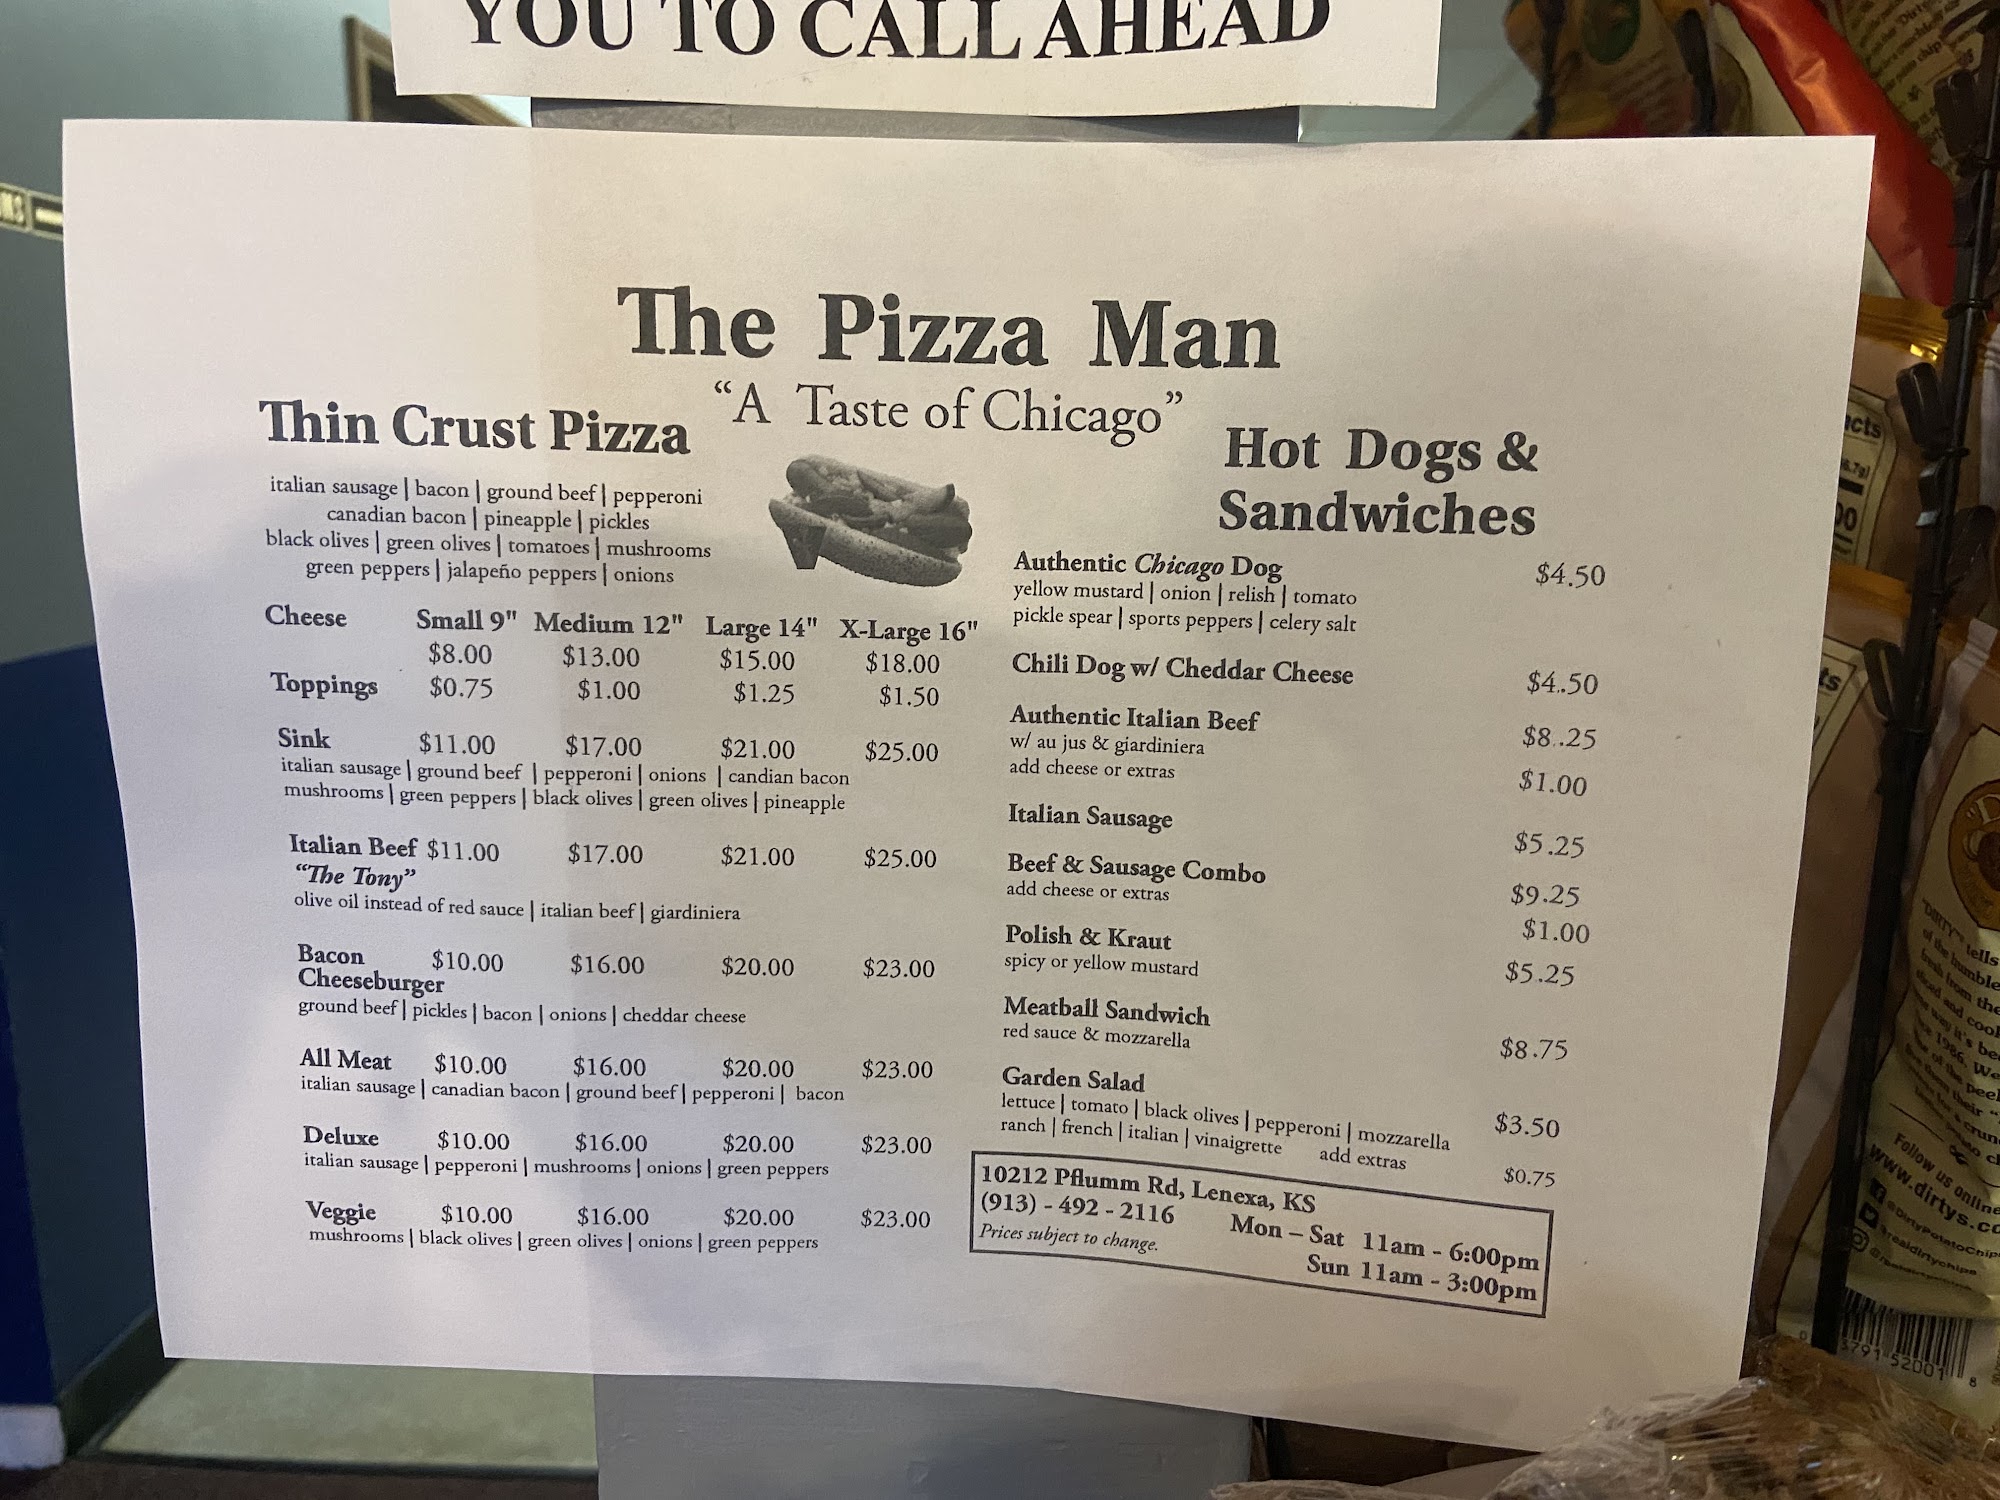 YOU TO CALL AHEAD
The Pizza Man
"A Taste of Chicago"
Thin Crust Pizza
italian sausage | bacon | ground beef | pepperoni
canadian bacon | pineapple | pickles
black olives | green olives | tomatoes | mushrooms
green peppers | jalapeño peppers | onions
Cheese Small 9" Medium 12" Large 14" X-Large 16"
$8.00 $13.00 $15.00 $18.00
Toppings $0.75 $1.00 $1.25 $1.50
Sink $11.00 $17.00 $21.00 $25.00
italian sausage | ground beef | pepperoni | onions | candian bacon
mushrooms | green peppers | black olives | green olives | pineapple
Italian Beef $11.00 $17.00 $21.00 $25.00
"The Tony"
olive oil instead of red sauce | italian beef | giardiniera
Bacon $10.00 $16.00 $20.00 $23.00
Cheeseburger
ground beef | pickles | bacon | onions | cheddar cheese
All Meat $10.00 $16.00 $20.00 $23.00
italian sausage | canadian bacon | ground beef | pepperoni | bacon
Deluxe $10.00 $16.00 $20.00 $23.00
italian sausage | pepperoni | mushrooms | onions | green peppers
Veggie $10.00 $16.00 $20.00 $23.00
mushrooms | black olives | green olives | onions | green peppers
Hot Dogs &
Sandwiches
Authentic Chicago Dog $4.50
yellow mustard | onion | relish | tomato
pickle spear | sports peppers | celery salt
Chili Dog w/ Cheddar Cheese $4..50
Authentic Italian Beef $8..25
w/ au jus & giardiniera
add cheese or extras $1.00
Italian Sausage $5.25
Beef & Sausage Combo $9.25
add cheese or extras $1.00
Polish & Kraut $5.25
spicy or yellow mustard
Meatball Sandwich $8.75
red sauce & mozzarella
Garden Salad $3.50
lettuce | tomato | black olives | pepperoni | mozzarella
ranch | french | italian | vinaigrette add extras $0.75
10212 Pflumm Rd, Lenexa, KS
(913) - 492 - 2116 Mon – Sat 11am - 6:00pm
Prices subject to change. Sun 11am - 3:00pm
Follow us online
www.dirtys.co